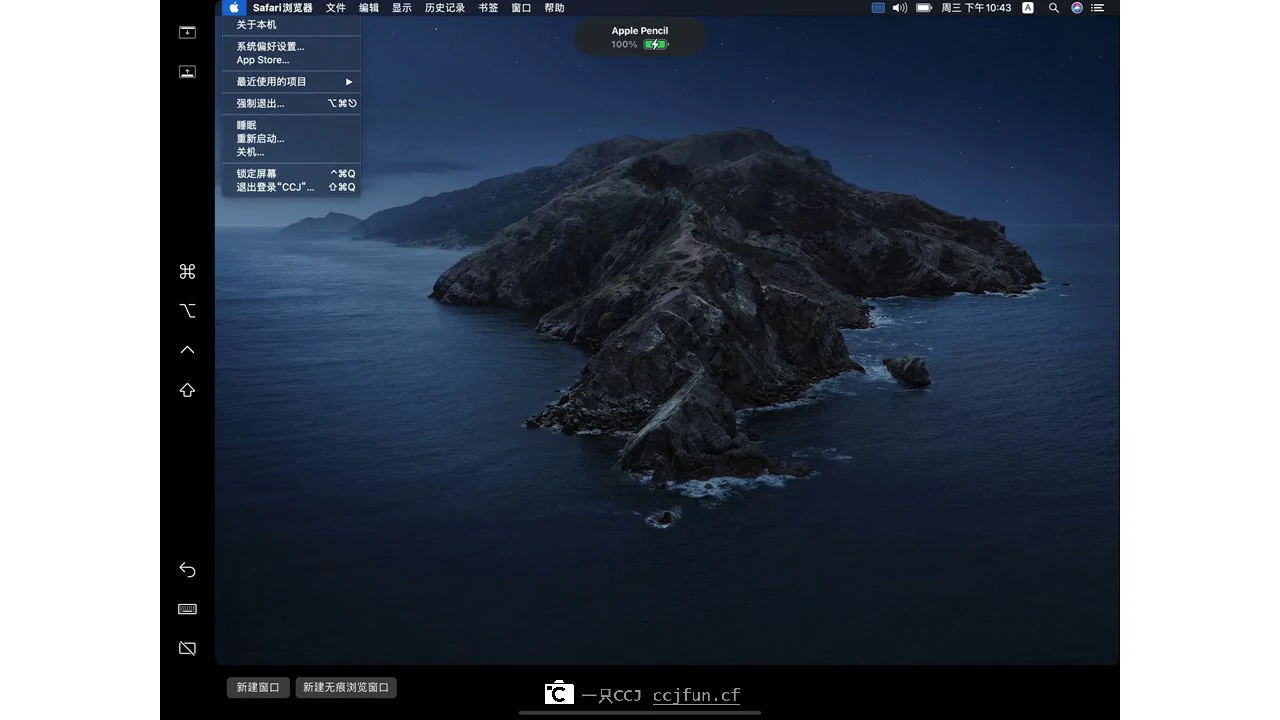 Safari浏览器 文件 编辑 显示 历史记录 书签 窗口 帮助 周三 下午10:43 A
关于本机
系统偏好设置...
App Store...
最近使用的项目
强制退出... ⌥⌘⎋
睡眠
重新启动...
关机...
锁定屏幕 ^⌘Q
退出登录“CCJ”... ⇧⌘Q
Apple Pencil
100%
新建窗口 新建无痕浏览窗口
C 一只CCJ ccjfun.cf